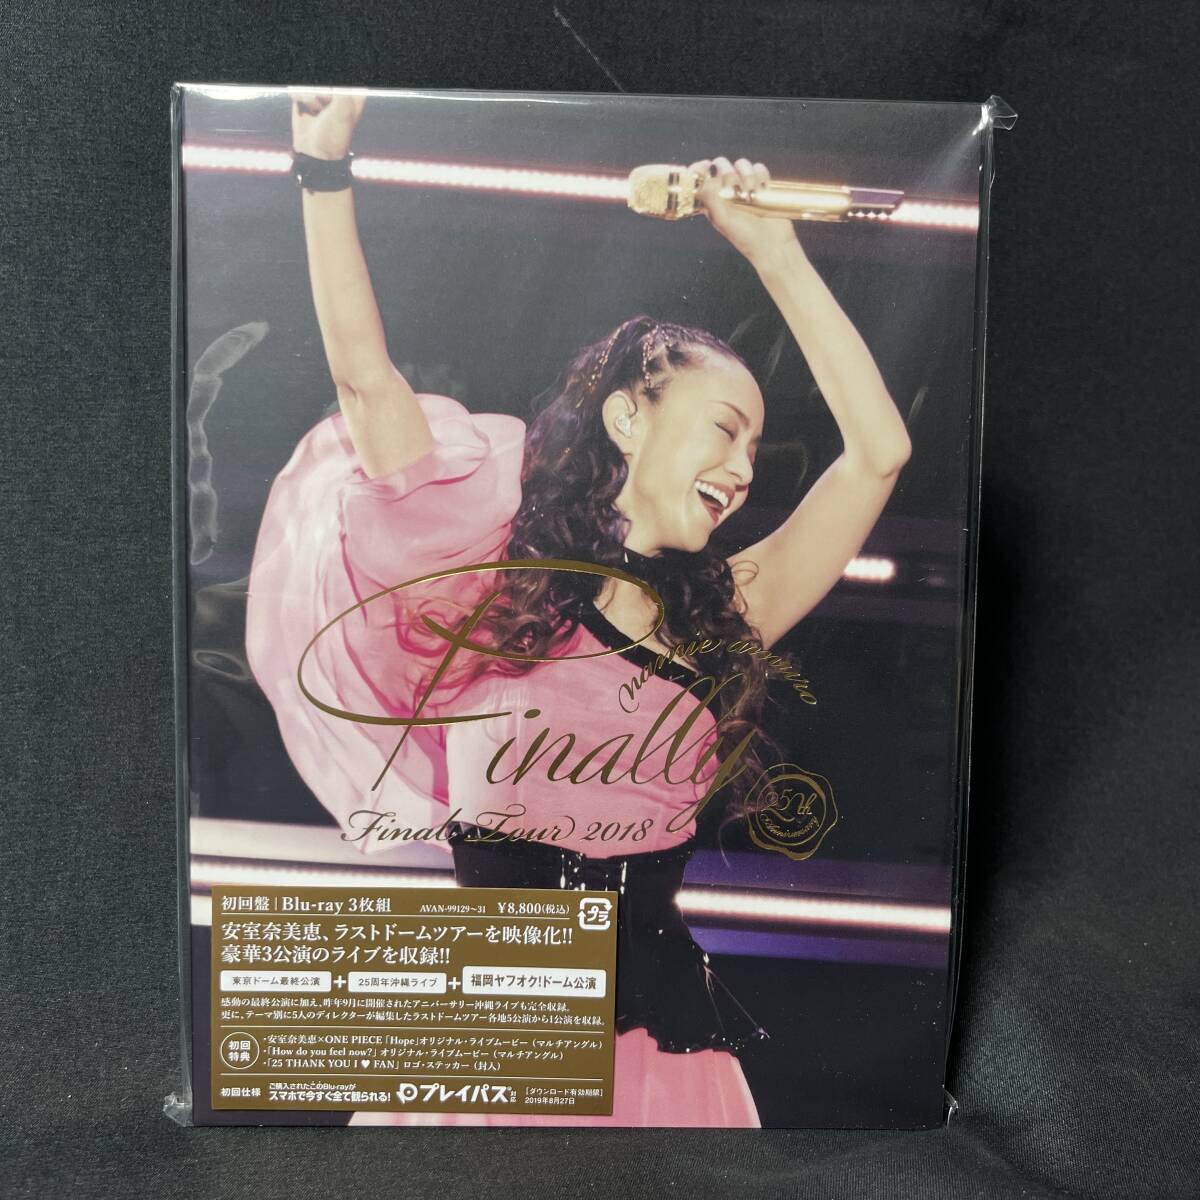 namie amuro
Finally
Final Tour 2018
25th
Anniversary
初回盤 | Blu-ray 3枚組 AVAN-99129〜31 ¥8,800(税込) プラ
安室奈美恵、ラストドームツアーを映像化!!
豪華3公演のライブを収録!!
東京ドーム最終公演 + 25周年沖縄ライブ + 福岡ヤフオク!ドーム公演
感動の最終公演に加え、昨年9月に開催されたアニバーサリー沖縄ライブも完全収録。
更に、テーマ別に5人のディレクターが編集したラストドームツアー各地5公演から1公演を収録。
初回特典
・安室奈美恵×ONE PIECE「Hope」オリジナル・ライブムービー（マルチアングル）
・「How do you feel now?」オリジナル・ライブムービー（マルチアングル）
・「25 THANK YOU I ♥ FAN」ロゴ・ステッカー（封入）
初回仕様
ご購入されたこのBlu-rayが
スマホで今すぐ全て観られる!
プレイパス®対応
［ダウンロード有効期限］
2019年8月27日